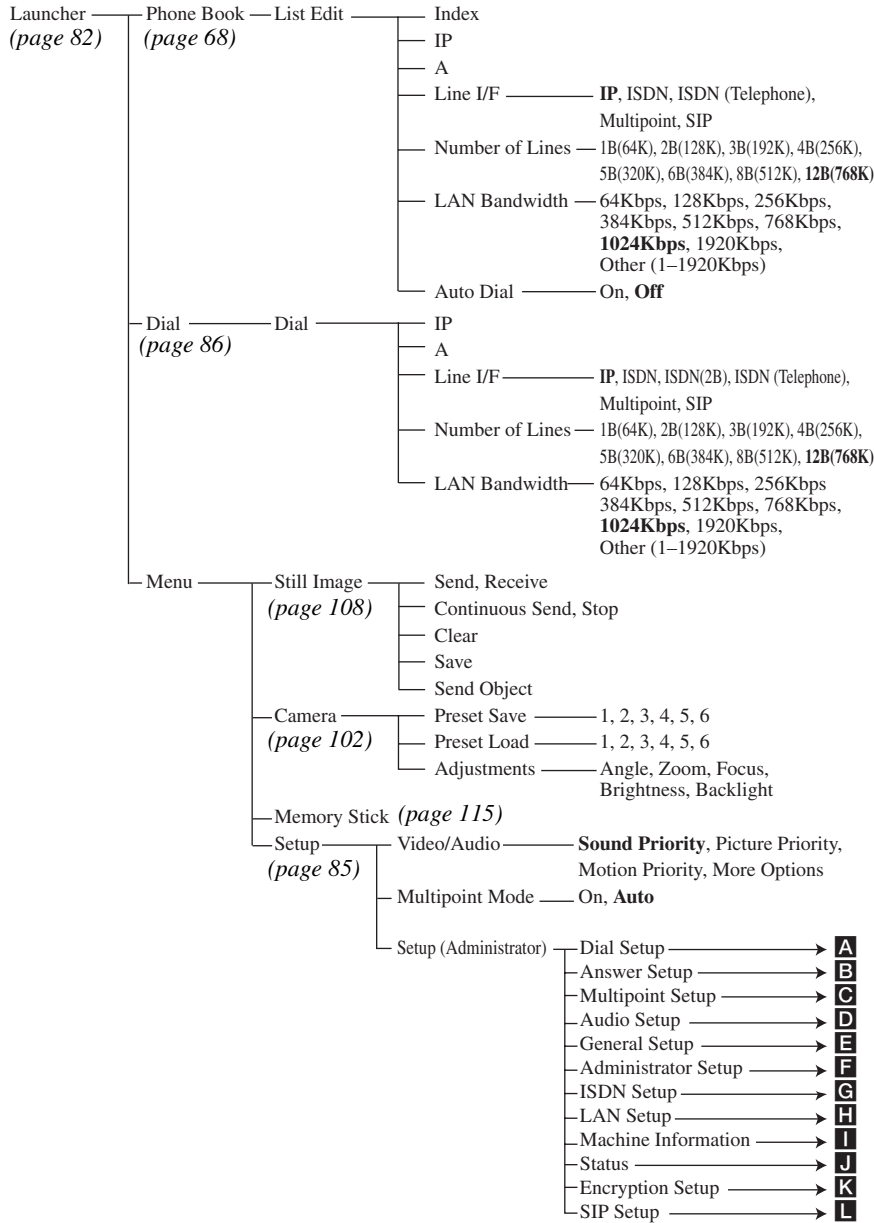 Launcher Phone Book List Edit Index
(page 82) (page 68) IP
A
Line I/F IP, ISDN, ISDN (Telephone),
Multipoint, SIP
Number of Lines 1B(64K), 2B(128K), 3B(192K), 4B(256K),
5B(320K), 6B(384K), 8B(512K), 12B(768K)
LAN Bandwidth 64Kbps, 128Kbps, 256Kbps,
384Kbps, 512Kbps, 768Kbps,
1024Kbps, 1920Kbps,
Other (1–1920Kbps)
Auto Dial On, Off
Dial Dial IP
(page 86) A
Line I/F IP, ISDN, ISDN(2B), ISDN (Telephone),
Multipoint, SIP
Number of Lines 1B(64K), 2B(128K), 3B(192K), 4B(256K),
5B(320K), 6B(384K), 8B(512K), 12B(768K)
LAN Bandwidth 64Kbps, 128Kbps, 256Kbps
384Kbps, 512Kbps, 768Kbps,
1024Kbps, 1920Kbps,
Other (1–1920Kbps)
Menu Still Image Send, Receive
(page 108) Continuous Send, Stop
Clear
Save
Send Object
Camera Preset Save 1, 2, 3, 4, 5, 6
(page 102) Preset Load 1, 2, 3, 4, 5, 6
Adjustments Angle, Zoom, Focus,
Brightness, Backlight
Memory Stick (page 115)
Setup Video/Audio Sound Priority, Picture Priority,
(page 85) Motion Priority, More Options
Multipoint Mode On, Auto
Setup (Administrator) Dial Setup A
Answer Setup B
Multipoint Setup C
Audio Setup D
General Setup E
Administrator Setup F
ISDN Setup G
LAN Setup H
Machine Information I
Status J
Encryption Setup K
SIP Setup L